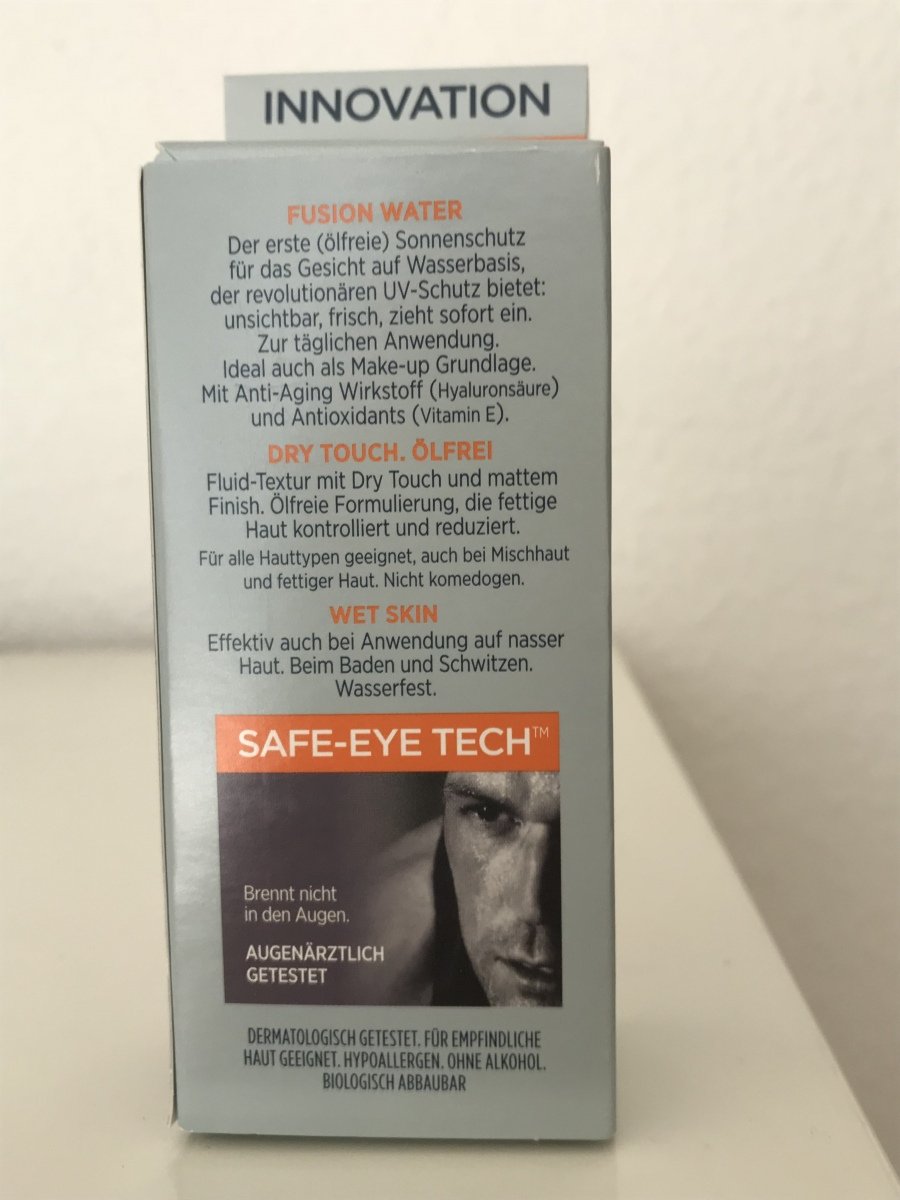 INNOVATION
FUSION WATER
Der erste (ölfreie) Sonnenschutz
für das Gesicht auf Wasserbasis,
der revolutionären UV-Schutz bietet:
unsichtbar, frisch, zieht sofort ein.
Zur täglichen Anwendung.
Ideal auch als Make-up Grundlage.
Mit Anti-Aging Wirkstoff (Hyaluronsäure)
und Antioxidants (Vitamin E).
DRY TOUCH. ÖLFREI
Fluid-Textur mit Dry Touch und mattem
Finish. Ölfreie Formulierung, die fettige
Haut kontrolliert und reduziert.
Für alle Hauttypen geeignet, auch bei Mischhaut
und fettiger Haut. Nicht komedogen.
WET SKIN
Effektiv auch bei Anwendung auf nasser
Haut. Beim Baden und Schwitzen.
Wasserfest.
SAFE-EYE TECH™
Brennt nicht
in den Augen.
AUGENÄRZTLICH
GETESTET
DERMATOLOGISCH GETESTET. FÜR EMPFINDLICHE
HAUT GEEIGNET. HYPOALLERGEN. OHNE ALKOHOL.
BIOLOGISCH ABBAUBAR